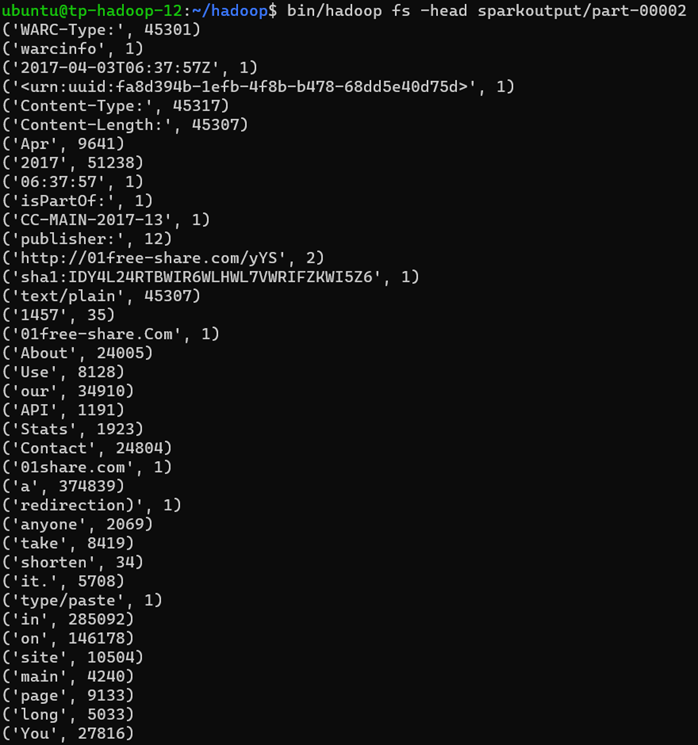 ubuntu@tp-hadoop-12:~/hadoop$ bin/hadoop fs -head sparkoutput/part-00002
('WARC-Type:', 45301)
('warcinfo', 1)
('2017-04-03T06:37:57Z', 1)
('<urn:uuid:fa8d394b-1efb-4f8b-b478-68dd5e40d75d>', 1)
('Content-Type:', 45317)
('Content-Length:', 45307)
('Apr', 9641)
('2017', 51238)
('06:37:57', 1)
('isPartOf:', 1)
('CC-MAIN-2017-13', 1)
('publisher:', 12)
('http://01free-share.com/yYS', 2)
('sha1:IDY4L24RTBWIR6WLHWL7VWRIFZKWI5Z6', 1)
('text/plain', 45307)
('1457', 35)
('01free-share.Com', 1)
('About', 24005)
('Use', 8128)
('our', 34910)
('API', 1191)
('Stats', 1923)
('Contact', 24804)
('01share.com', 1)
('a', 374839)
('redirection)', 1)
('anyone', 2069)
('take', 8419)
('shorten', 34)
('it.', 5708)
('type/paste', 1)
('in', 285092)
('on', 146178)
('site', 10504)
('main', 4240)
('page', 9133)
('long', 5033)
('You', 27816)